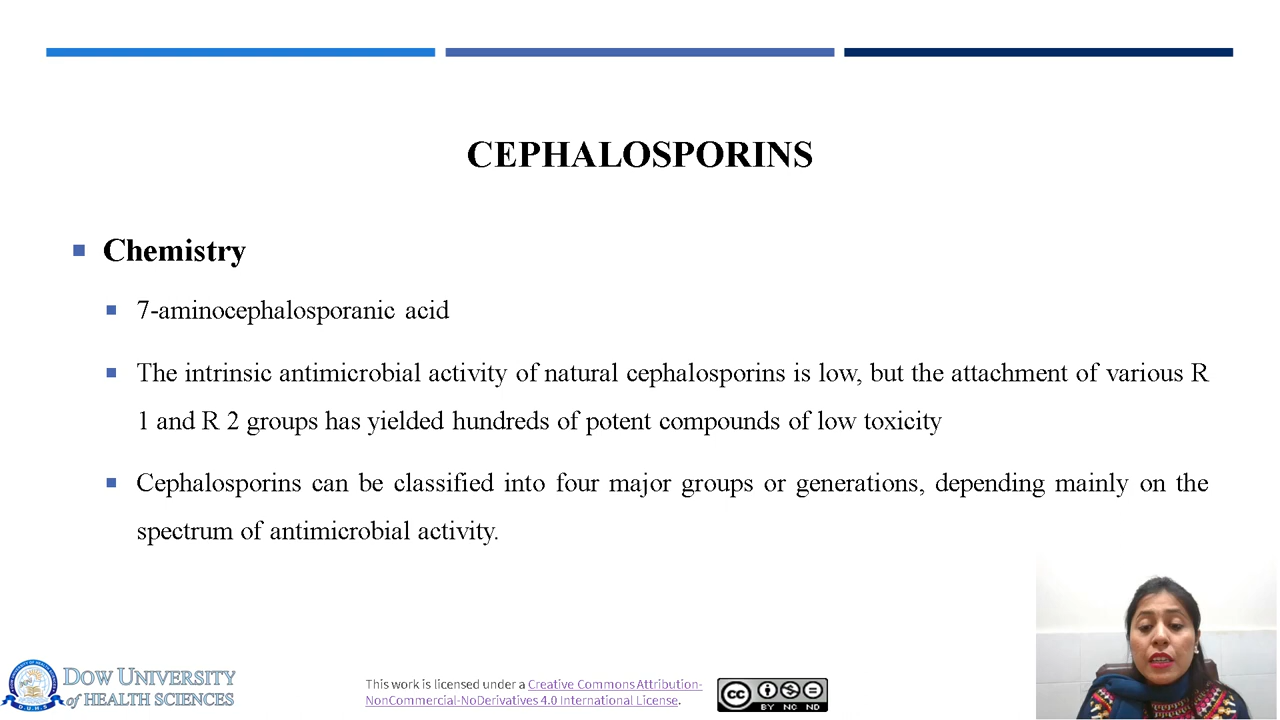 CEPHALOSPORINS
Chemistry
7-aminocephalosporanic acid
The intrinsic antimicrobial activity of natural cephalosporins is low, but the attachment of various R
1 and R 2 groups has yielded hundreds of potent compounds of low toxicity
Cephalosporins can be classified into four major groups or generations, depending mainly on the
spectrum of antimicrobial activity.
DOW UNIVERSITY
of HEALTH SCIENCES
This work is licensed under a Creative Commons Attribution-
NonCommercial-NoDerivatives 4.0 International License.
cc
BY NC ND